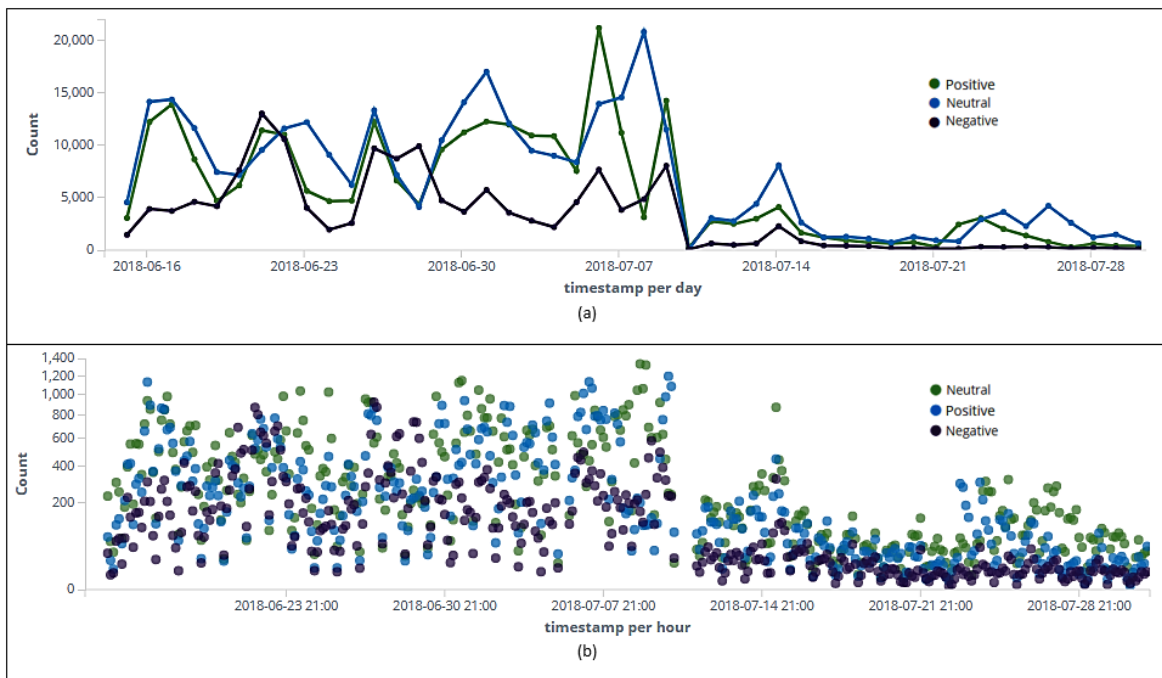 20,000
15,000
10,000
5,000
0
Count
Positive
Neutral
Negative
2018-06-16 2018-06-23 2018-06-30 2018-07-07 2018-07-14 2018-07-21 2018-07-28
timestamp per day
(a)
1,400
1,200
1,000
800
600
400
200
0
Count
Neutral
Positive
Negative
2018-06-23 21:00 2018-06-30 21:00 2018-07-07 21:00 2018-07-14 21:00 2018-07-21 21:00 2018-07-28 21:00
timestamp per hour
(b)